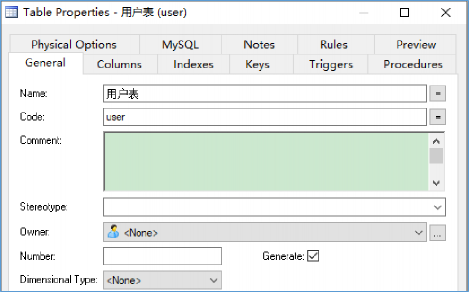 Table Properties - 用户表 (user)
Physical Options MySQL Notes Rules Preview
General Columns Indexes Keys Triggers Procedures
Name: 用户表 =
Code: user =
Comment:
Stereotype:
Owner: <None> ...
Number: Generate:
Dimensional Type: <None>